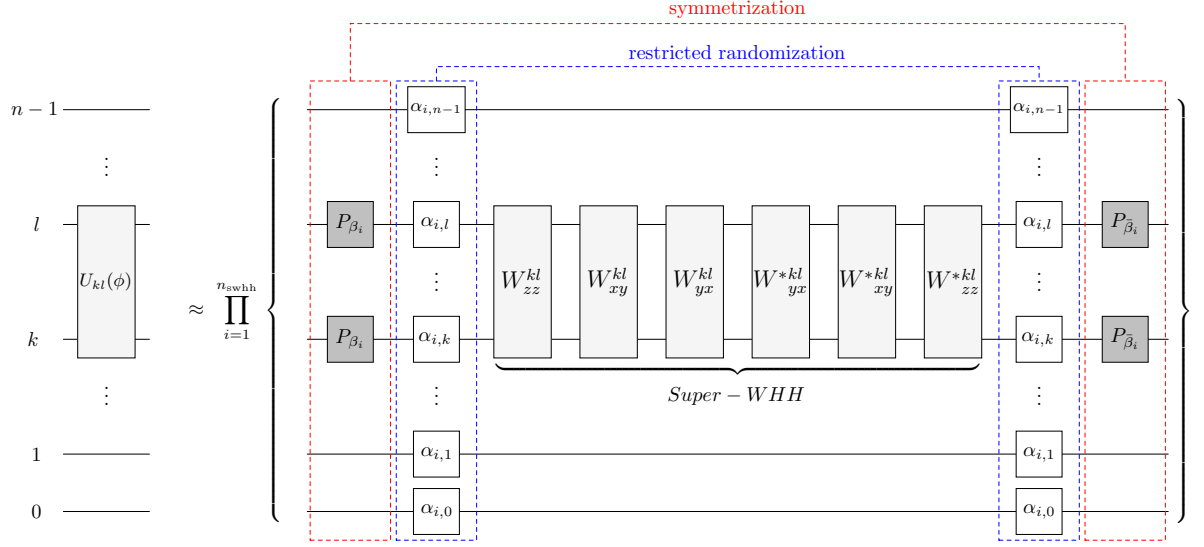 symmetrization
restricted randomization
n − 1
α_{i,n−1}
α_{i,n−1}
⋮ ⋮ ⋮
l
P_{β_i}
α_{i,l}
α_{i,l}
P_{β̄_i}
U_{kl}(ϕ)
≈ ∏_{i=1}^{n_{swhh}}
⋮
W_{zz}^{kl} W_{xy}^{kl} W_{yx}^{kl} W*_{yx}^{kl} W*_{xy}^{kl} W*_{zz}^{kl}
⋮
k
P_{β_i}
α_{i,k}
α_{i,k}
P_{β̄_i}
⋮ ⋮ ⋮
Super − WHH
1
α_{i,1}
α_{i,1}
0
α_{i,0}
α_{i,0}